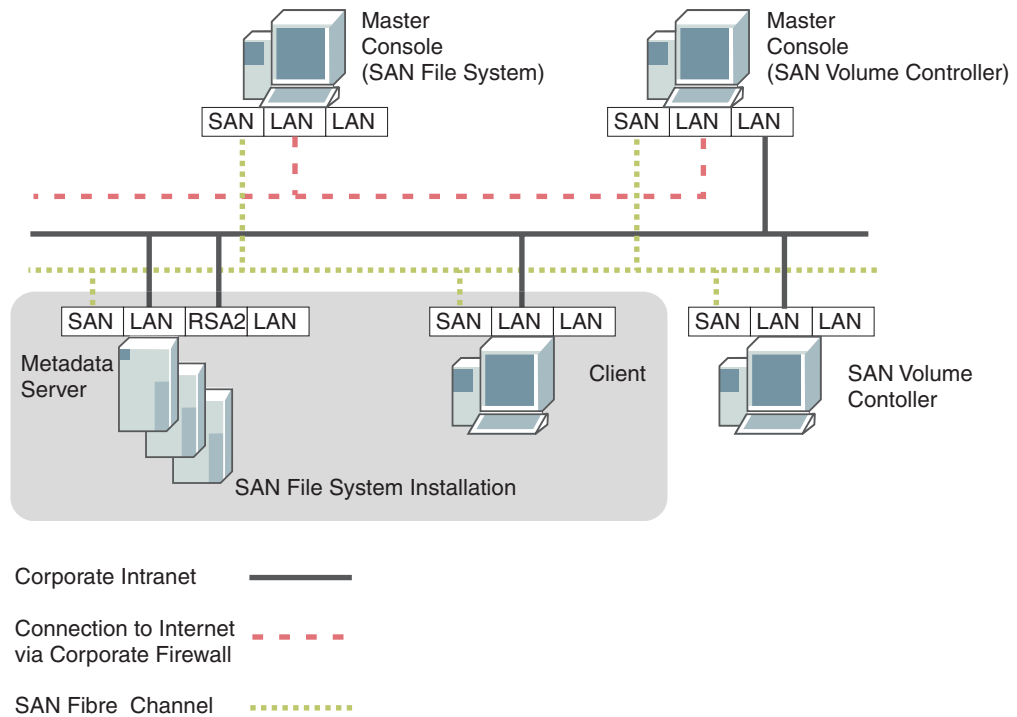 Master
Console
(SAN File System)
Master
Console
(SAN Volume Controller)
SAN LAN LAN
SAN LAN LAN
SAN LAN RSA2 LAN
SAN LAN LAN
SAN LAN LAN
Metadata
Server
Client
SAN Volume
Contoller
SAN File System Installation
Corporate Intranet
Connection to Internet
via Corporate Firewall
SAN Fibre Channel